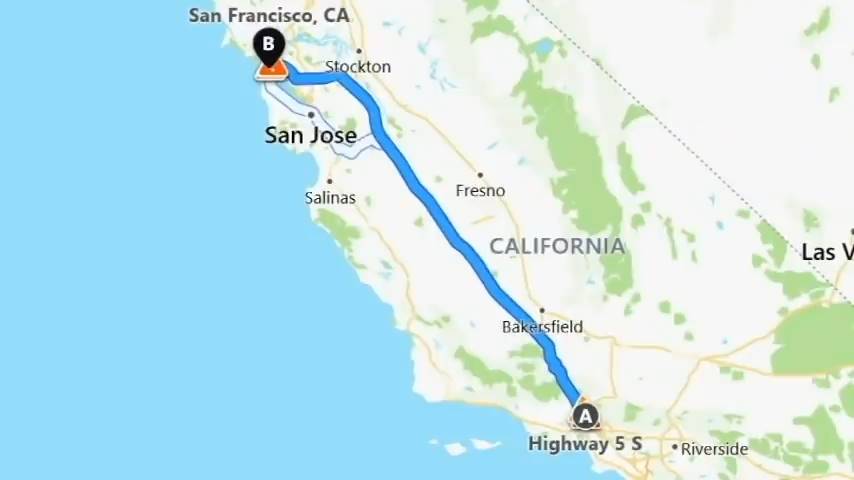 San Francisco, CA
B
Stockton
San Jose
Fresno
Salinas
CALIFORNIA
Las V
Bakersfield
A
Highway 5 S
Riverside